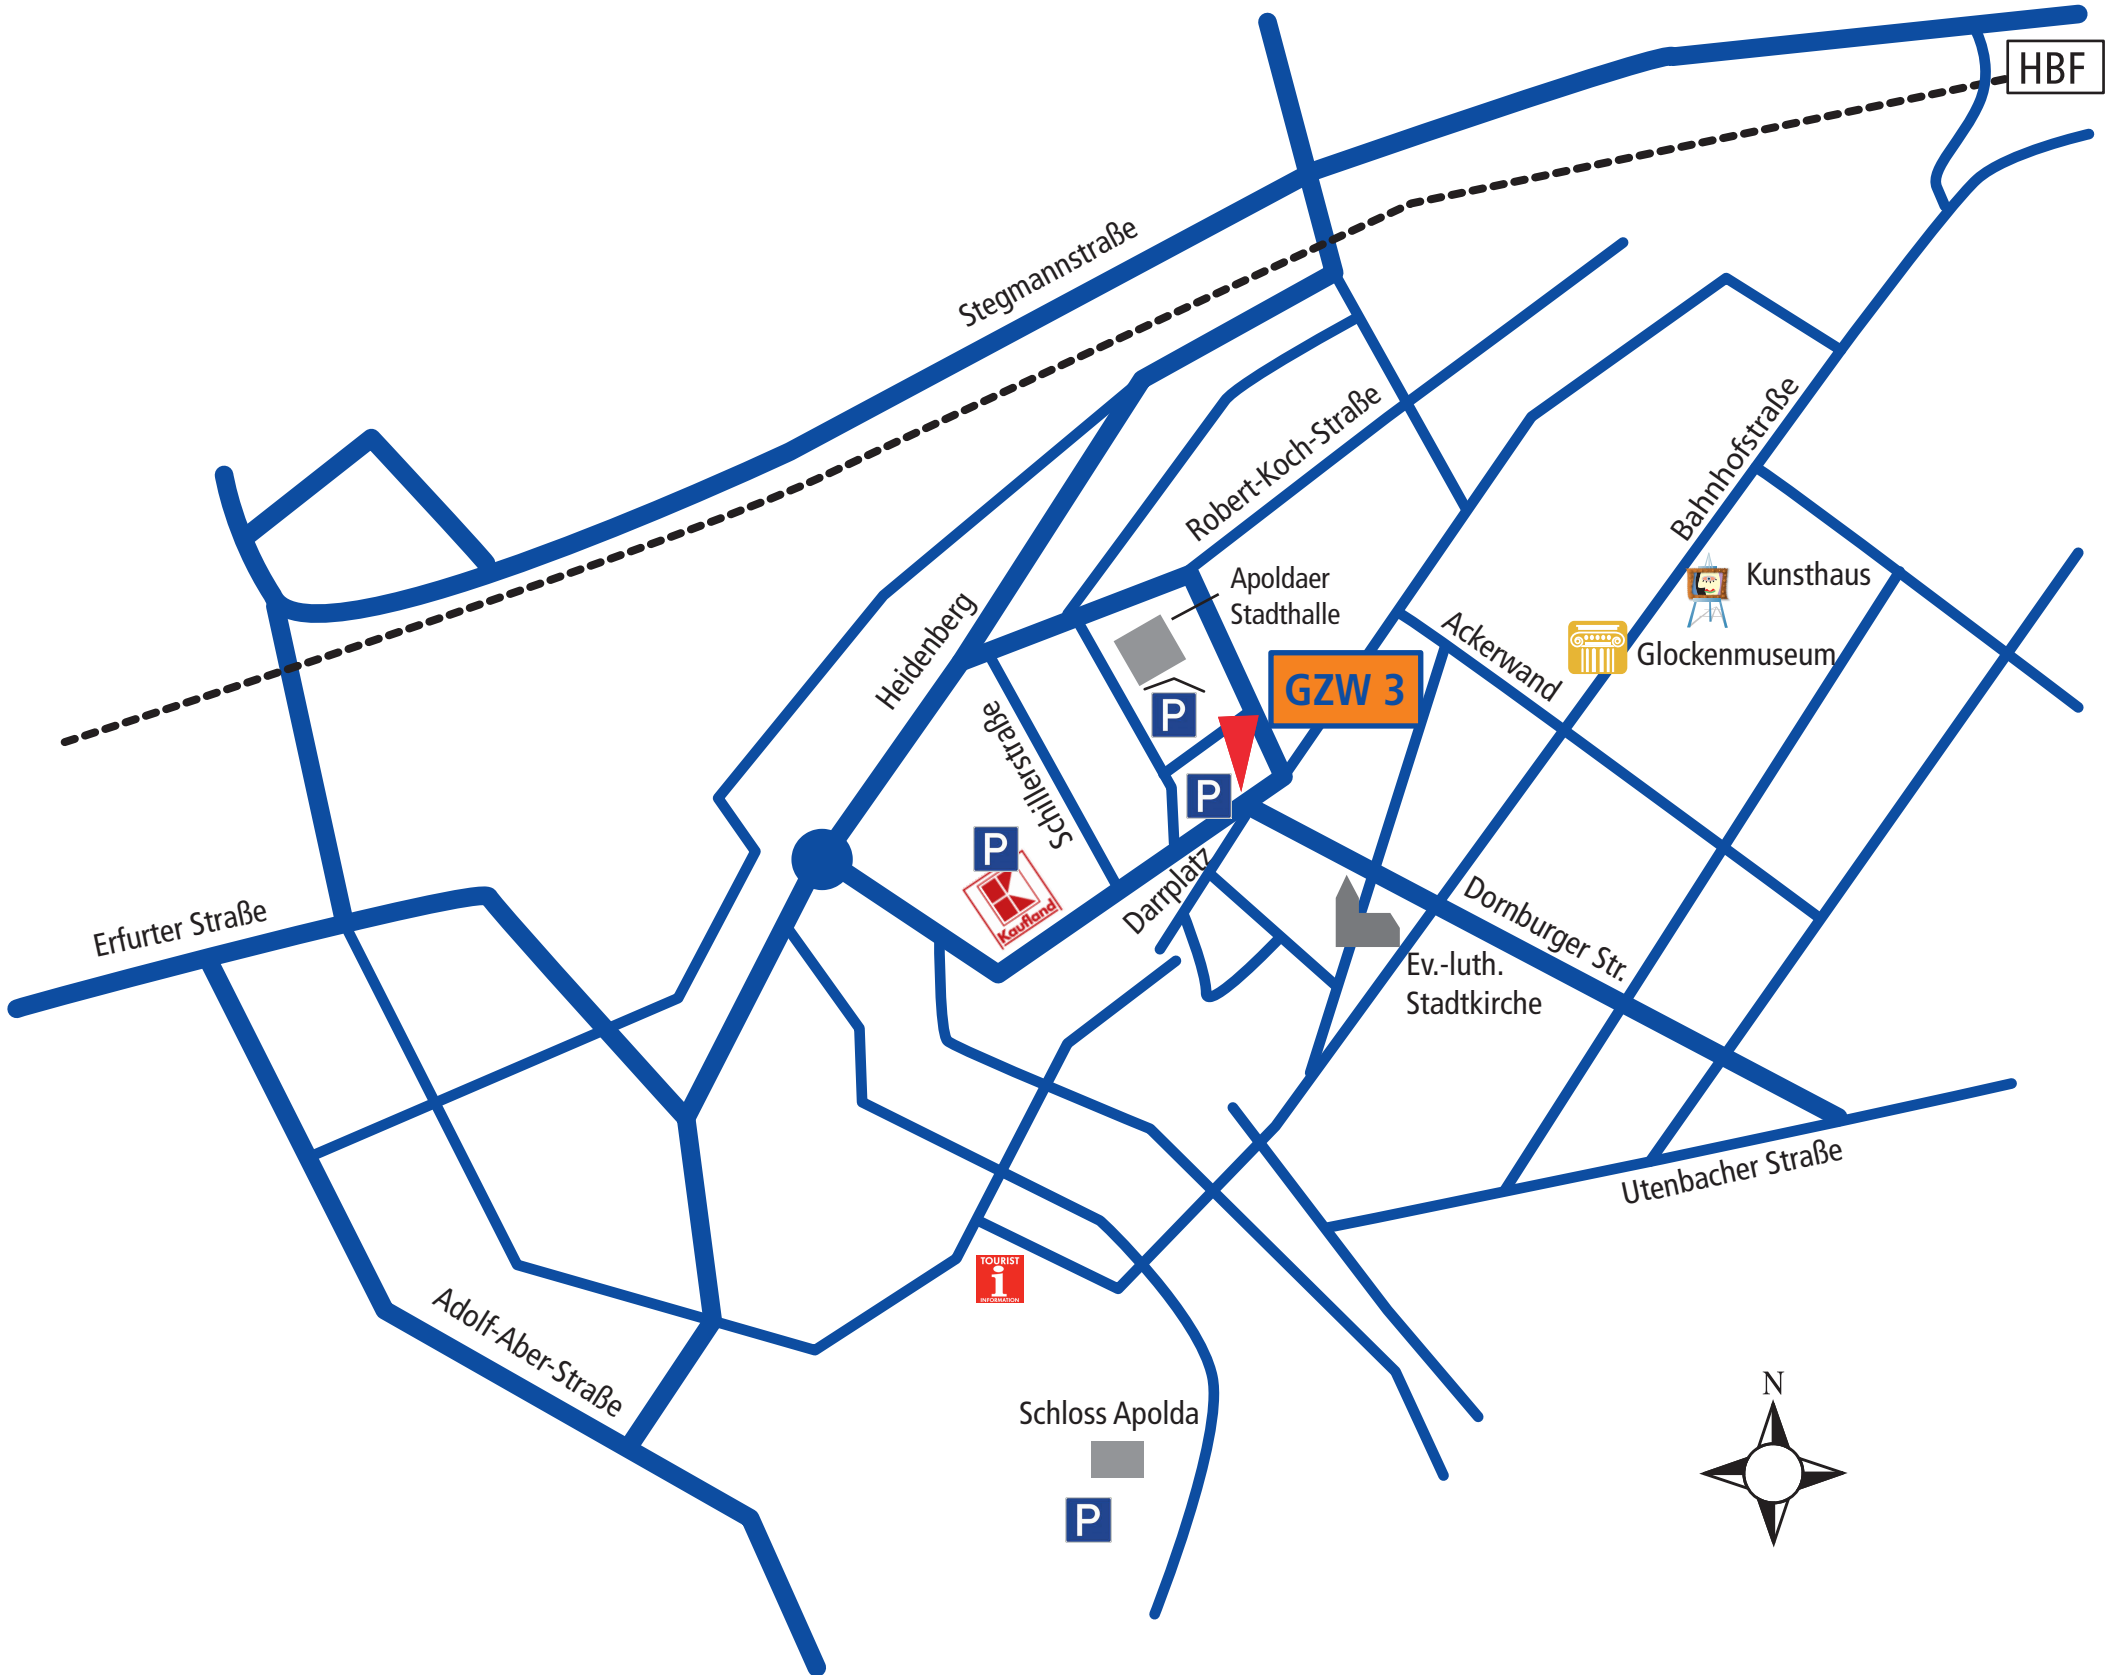 HBF
Stegmannstraße
Robert-Koch-Straße
Bahnhofstraße
Apoldaer
Stadthalle
Kunsthaus
Heidenberg
Ackerwand
Glockenmuseum
GZW 3
P
Schillerstraße
P
P
Kaufland
Darrplatz
Dornburger Str.
Erfurter Straße
Ev.-luth.
Stadtkirche
Utenbacher Straße
TOURIST
i
INFORMATION
Adolf-Aber-Straße
N
Schloss Apolda
P